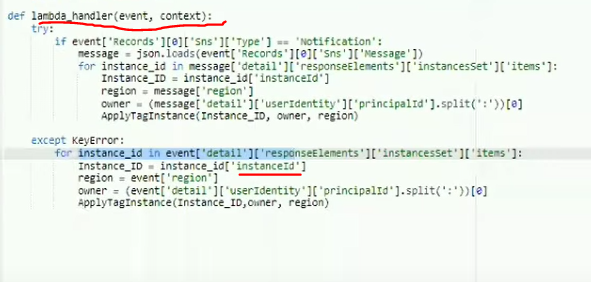 def lambda_handler(event, context):
    try:
        if event['Records'][0]['Sns']['Type'] == 'Notification':
            message = json.loads(event['Records'][0]['Sns']['Message'])
            for instance_id in message['detail']['responseElements']['instancesSet']['items']:
                Instance_ID = instance_id['instanceId']
                region = message['region']
                owner = (message['detail']['userIdentity']['principalId'].split(':'))[0]
                ApplyTagInstance(Instance_ID, owner, region)
    except KeyError:
        for instance_id in event['detail']['responseElements']['instancesSet']['items']:
            Instance_ID = instance_id['instanceId']
            region = event['region']
            owner = (event['detail']['userIdentity']['principalId'].split(':'))[0]
            ApplyTagInstance(Instance_ID,owner, region)